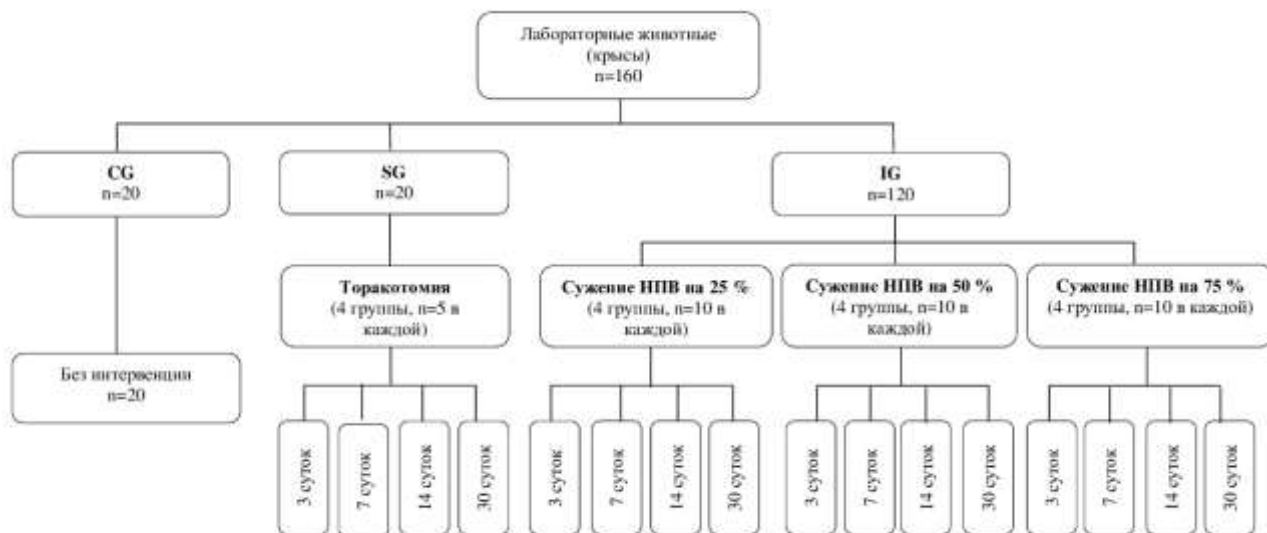 Лабораторные животные
(крысы)
n=160
CG
n=20
SG
n=20
IG
n=120
Торакотомия
(4 группы, n=5 в
каждой)
Сужение НПВ на 25 %
(4 группы, n=10 в
каждой)
Сужение НПВ на 50 %
(4 группы, n=10 в
каждой)
Сужение НПВ на 75 %
(4 группы, n=10 в каждой)
Без интервенции
n=20
3 суток
7 суток
14 суток
30 суток
3 суток
7 суток
14 суток
30 суток
3 суток
7 суток
14 суток
30 суток
3 суток
7 суток
14 суток
30 суток